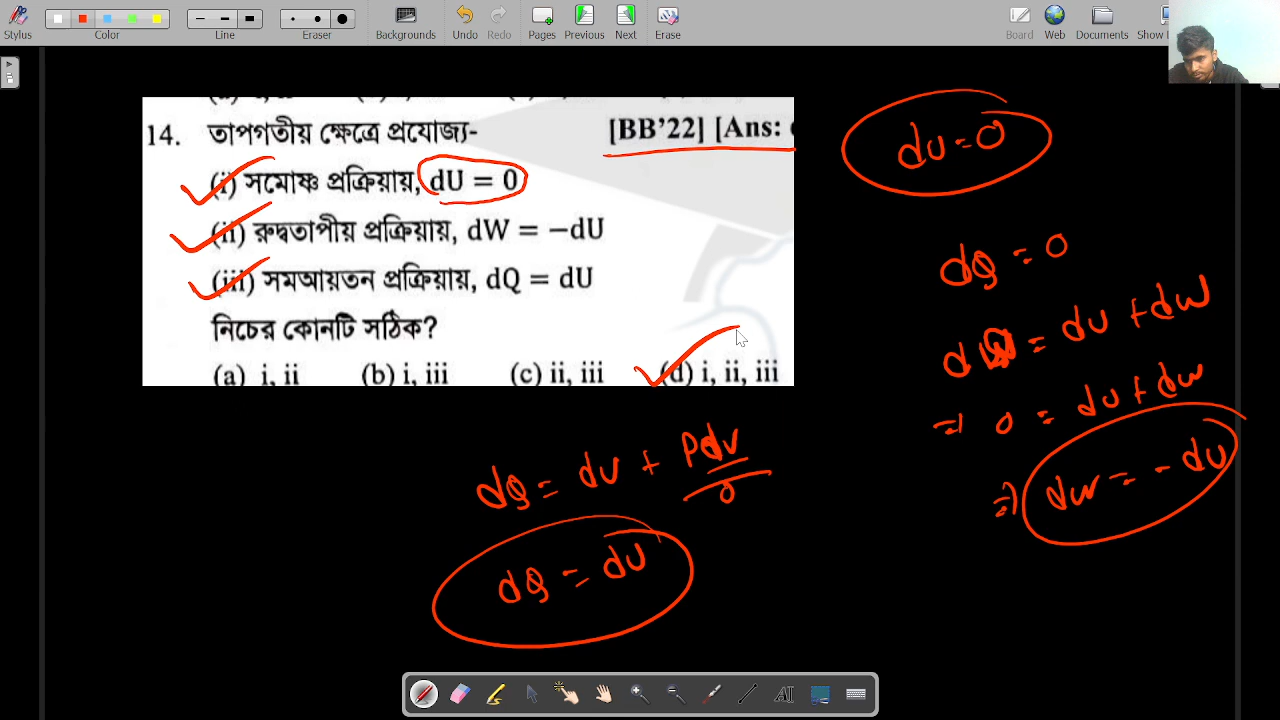 Stylus
Color
Line
Eraser
Backgrounds
Undo
Redo
Pages
Previous
Next
Erase
Board
Web
Documents
Show
14. তাপগতীয় ক্ষেত্রে প্রযোজ্য- [BB'22] [Ans:
(i) সমোষ্ণ প্রক্রিয়ায়, dU = 0
(ii) রুদ্ধতাপীয় প্রক্রিয়ায়, dW = −dU
(iii) সমআয়তন প্রক্রিয়ায়, dQ = dU
নিচের কোনটি সঠিক?
(a) i, ii (b) i, iii (c) ii, iii (d) i, ii, iii
dQ = dU + Pdv
0
dQ = dU
dU = 0
dQ = 0
= dU + dW
⇒ 0 = dU + dW
⇒ dW = - dU
AI